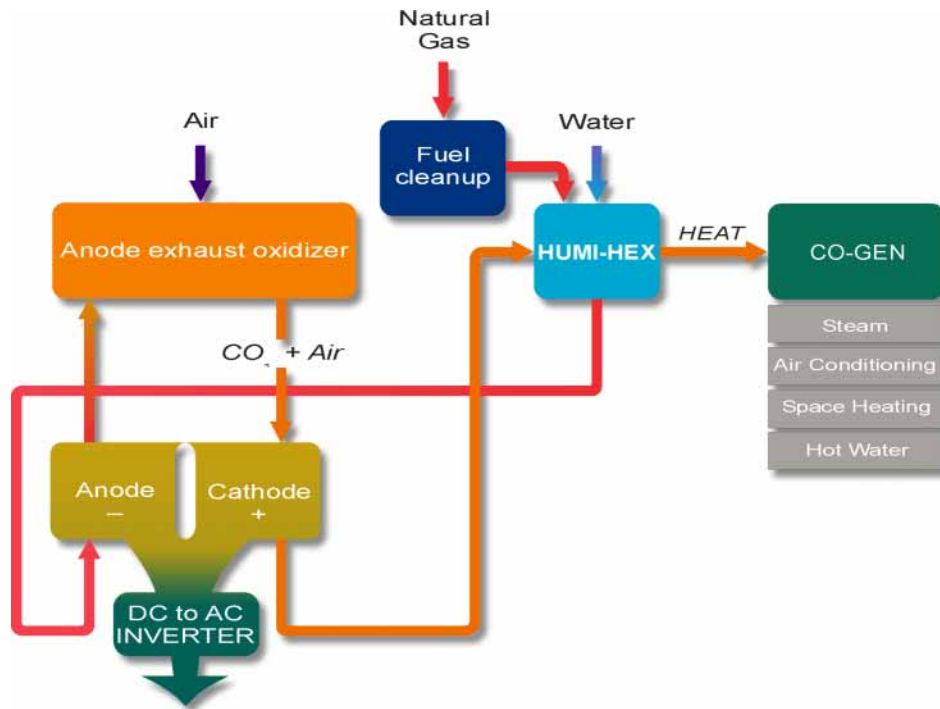 Natural
Gas
Air
Fuel
cleanup
Water
Anode exhaust oxidizer
HUMI-HEX
HEAT
CO-GEN
CO + Air
Steam
Air Conditioning
Space Heating
Hot Water
Anode
–
Cathode
+
DC to AC
INVERTER